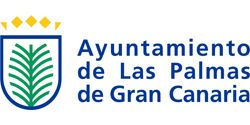 Ayuntamiento
de Las Palmas
de Gran Canaria